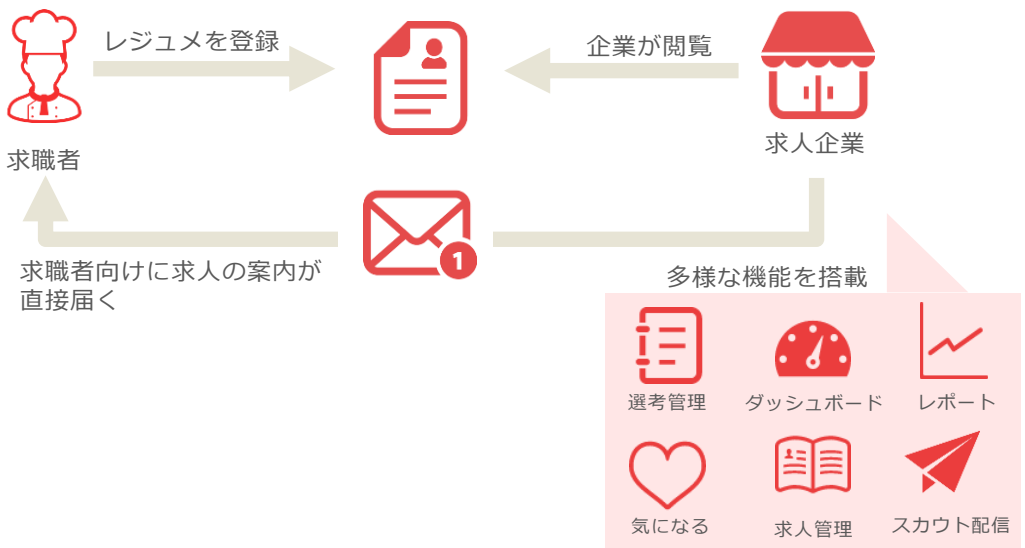 レジュメを登録
企業が閲覧
求職者
求人企業
1
求職者向けに求人の案内が
直接届く
多様な機能を搭載
選考管理
ダッシュボード
レポート
気になる
求人管理
スカウト配信